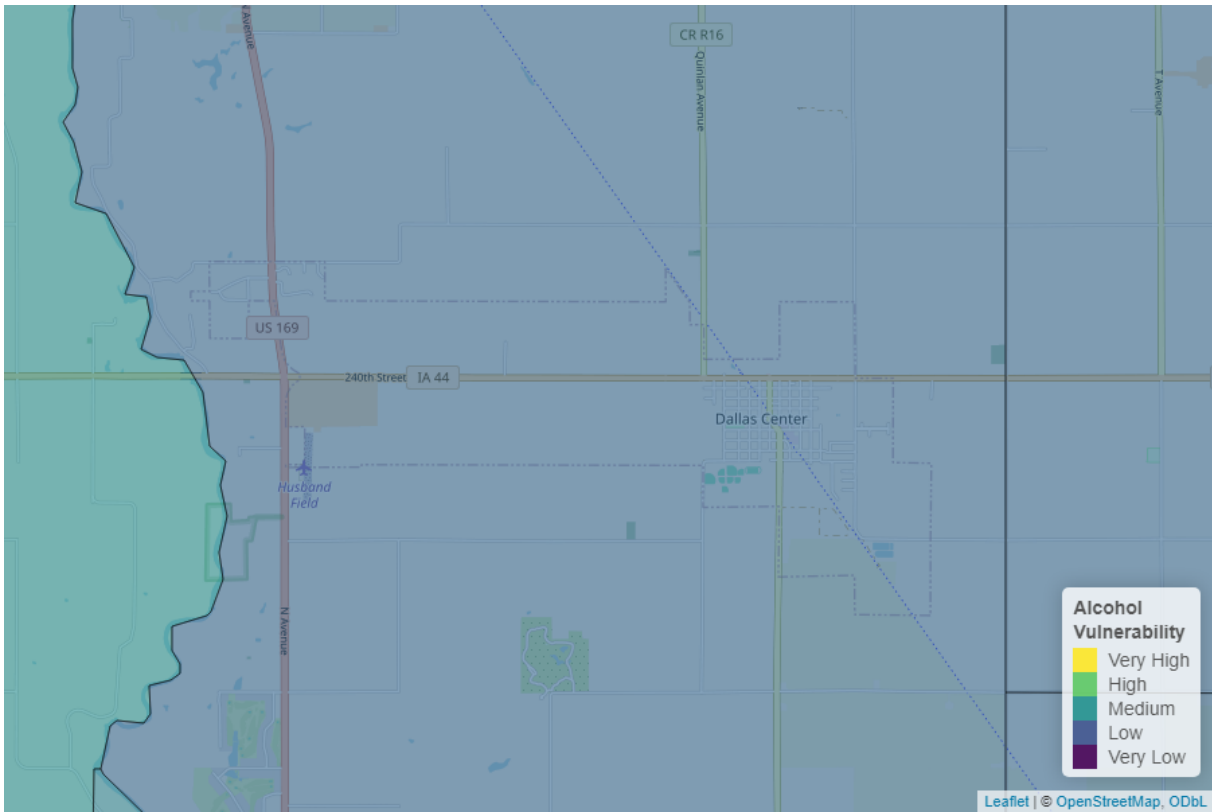 N Avenue
CR R16
Quinlan Avenue
T Avenue
US 169
240th Street
IA 44
Dallas Center
Husband
Field
N Avenue
Alcohol
Vulnerability
Very High
High
Medium
Low
Very Low
Leaflet | © OpenStreetMap, ODbL